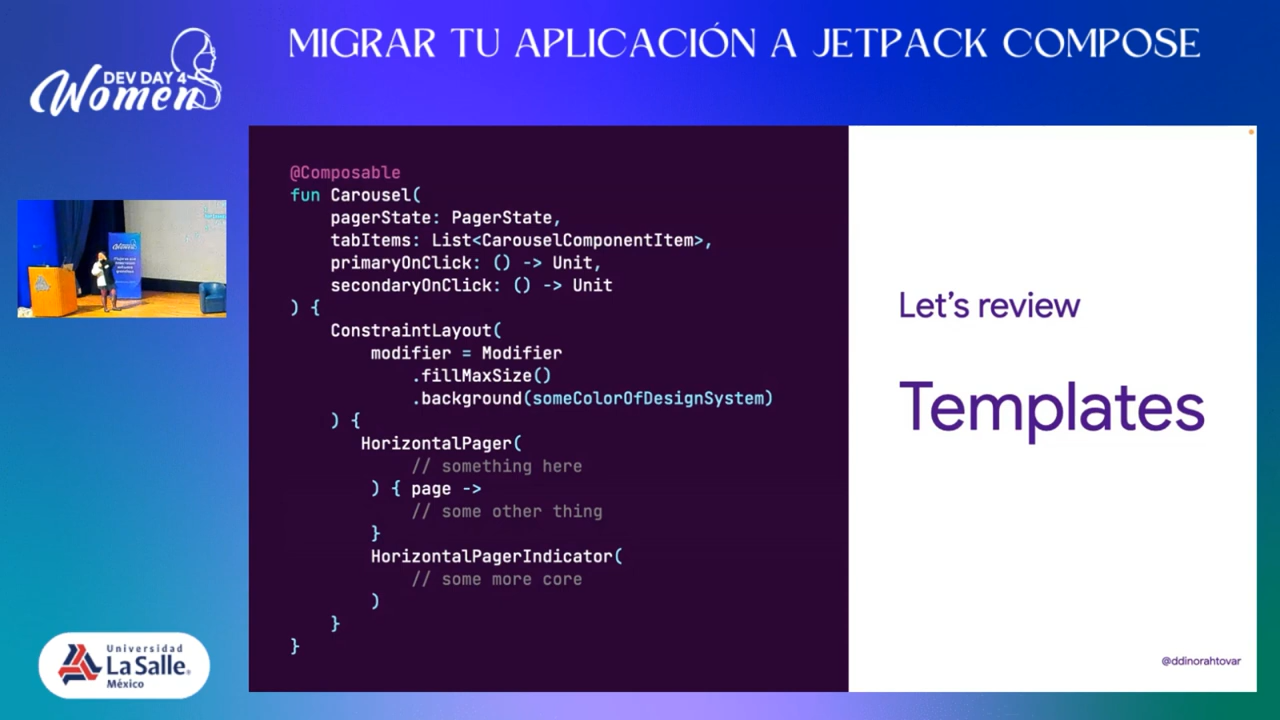 MIGRAR TU APLICACIÓN A JETPACK COMPOSE
DEV DAY 4
Women
@Composable
fun Carousel(
pagerState: PagerState,
tabItems: List<CarouselComponentItem>,
primaryOnClick: () -> Unit,
secondaryOnClick: () -> Unit
) {
ConstraintLayout(
modifier = Modifier
.fillMaxSize()
.background(someColorOfDesignSystem)
) {
HorizontalPager(
// something here
) { page ->
// some other thing
}
HorizontalPagerIndicator(
// some more core
)
}
}
Let's review
Templates
@ddinorahtovar
Universidad
La Salle®
México